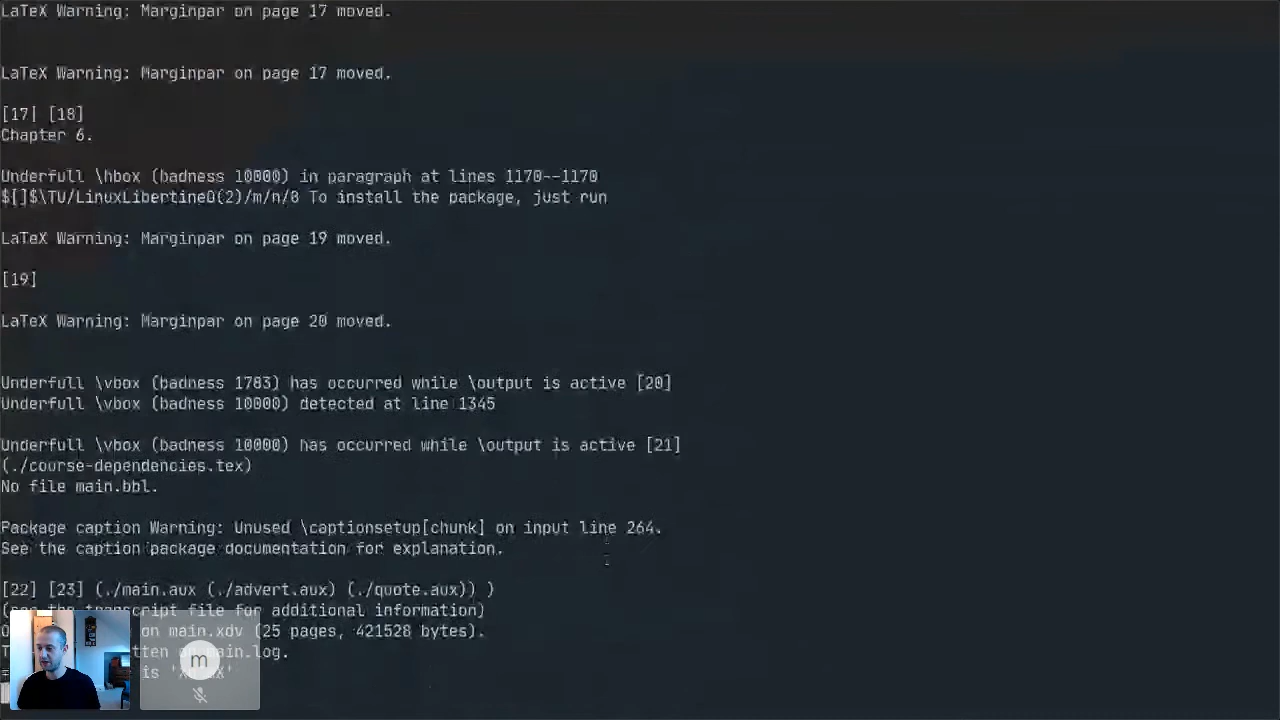 LaTeX Warning: Marginpar on page 17 moved.
LaTeX Warning: Marginpar on page 17 moved.
[17] [18]
Chapter 6.
Underfull \hbox (badness 10000) in paragraph at lines 1170--1170
$[]$\TU/LinuxLibertineO(2)/m/n/8 To install the package, just run
LaTeX Warning: Marginpar on page 19 moved.
[19]
LaTeX Warning: Marginpar on page 20 moved.
Underfull \vbox (badness 1783) has occurred while \output is active [20]
Underfull \vbox (badness 10000) detected at line 1345
Underfull \vbox (badness 10000) has occurred while \output is active [21]
(./course-dependencies.tex)
No file main.bbl.
Package caption Warning: Unused \captionsetup[chunk] on input line 264.
See the caption package documentation for explanation.
[22] [23] (./main.aux (./advert.aux) (./quote.aux)) )
(see the transcript file for additional information)
on main.xdv (25 pages, 421528 bytes).
main.log.
is
m